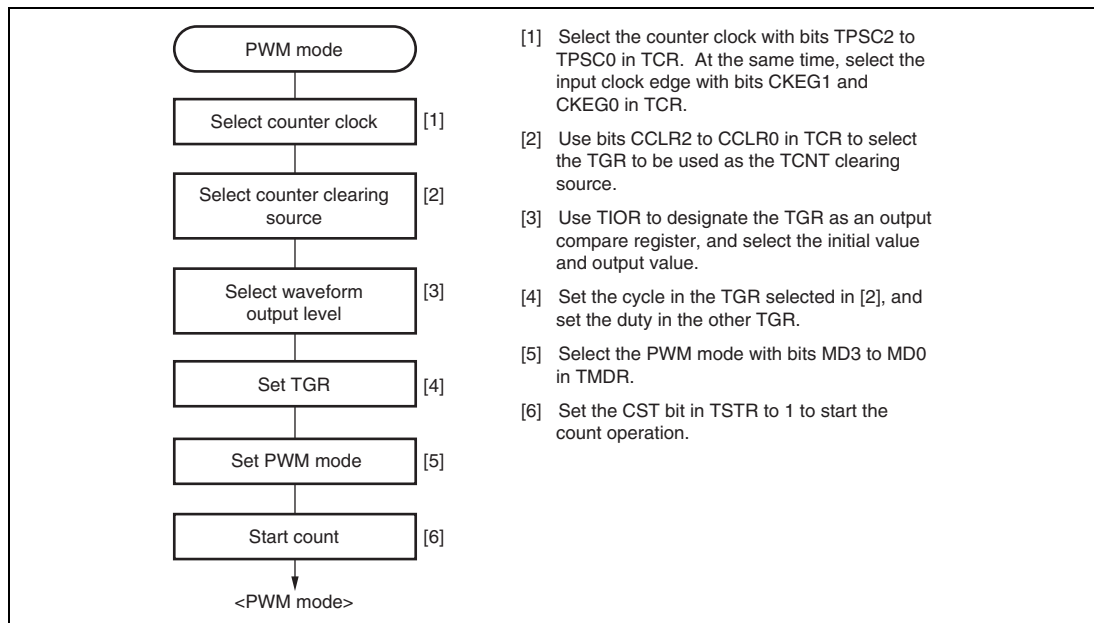 PWM mode
Select counter clock
[1]
Select counter clearing
source
[2]
Select waveform
output level
[3]
Set TGR
[4]
Set PWM mode
[5]
Start count
[6]
<PWM mode>
[1] Select the counter clock with bits TPSC2 to
TPSC0 in TCR. At the same time, select the
input clock edge with bits CKEG1 and
CKEG0 in TCR.
[2] Use bits CCLR2 to CCLR0 in TCR to select
the TGR to be used as the TCNT clearing
source.
[3] Use TIOR to designate the TGR as an output
compare register, and select the initial value
and output value.
[4] Set the cycle in the TGR selected in [2], and
set the duty in the other TGR.
[5] Select the PWM mode with bits MD3 to MD0
in TMDR.
[6] Set the CST bit in TSTR to 1 to start the
count operation.